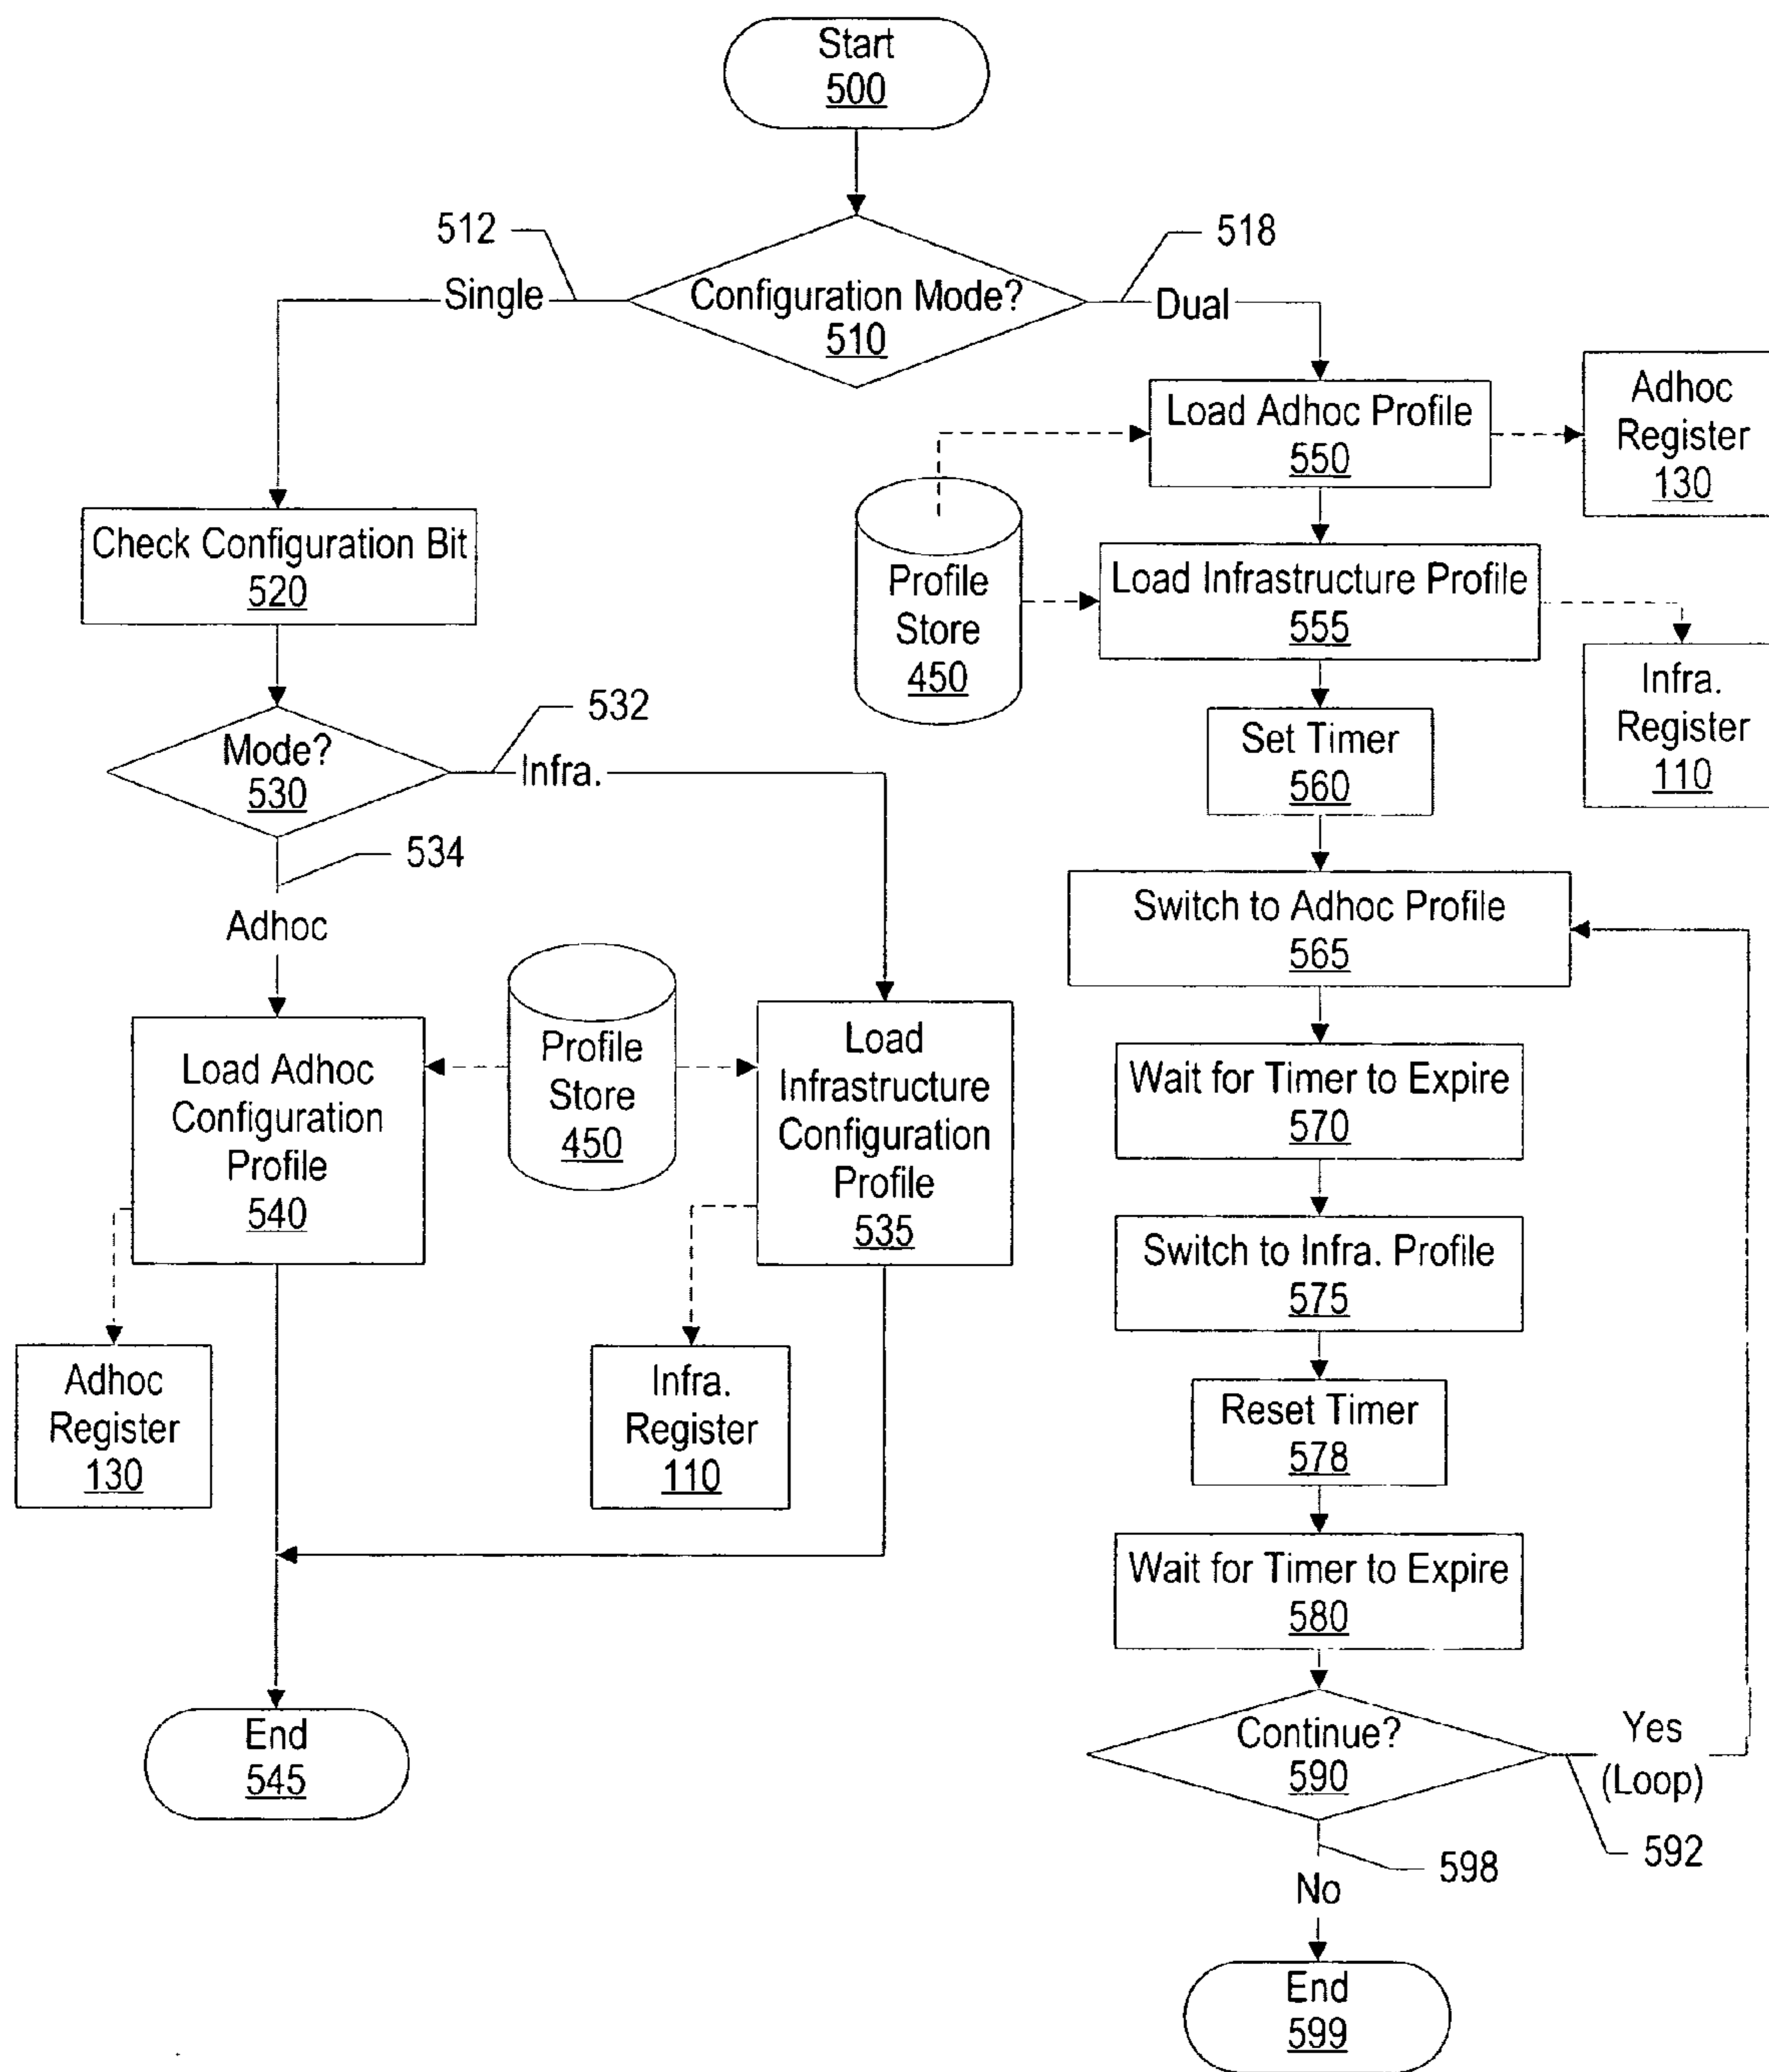 Start
500
512
518
Single
Configuration Mode?
510
Dual
Check Configuration Bit
520
Mode?
530
532
Infra.
534
Adhoc
Load Adhoc
Configuration
Profile
540
Profile
Store
450
Load
Infrastructure
Configuration
Profile
535
Adhoc
Register
130
Infra.
Register
110
End
545
Load Adhoc Profile
550
Adhoc
Register
130
Profile
Store
450
Load Infrastructure Profile
555
Infra.
Register
110
Set Timer
560
Switch to Adhoc Profile
565
Wait for Timer to Expire
570
Switch to Infra. Profile
575
Reset Timer
578
Wait for Timer to Expire
580
Continue?
590
Yes
(Loop)
592
598
No
End
599